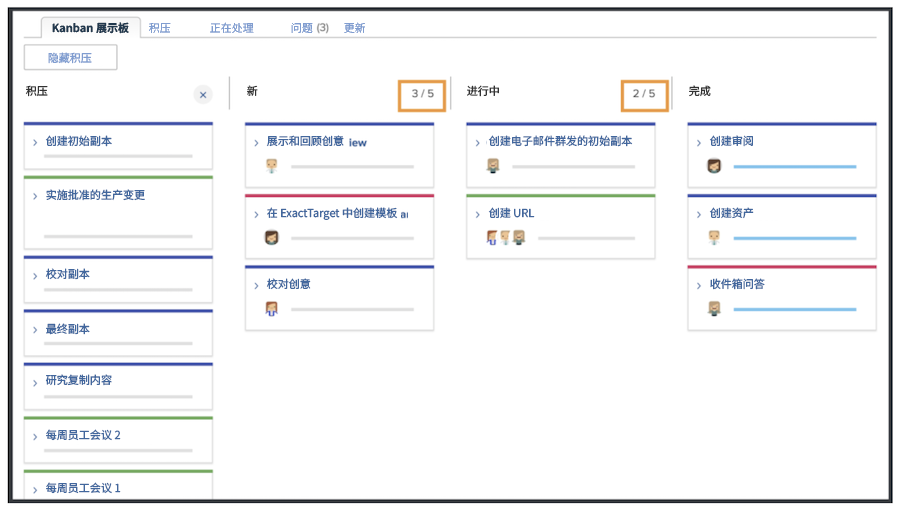 Kanban 展示板
积压
正在处理
问题 (3)
更新
隐藏积压
积压
×
新
3 / 5
进行中
2 / 5
完成
创建初始副本
实施批准的生产变更
校对副本
最终副本
研究复制内容
每周员工会议 2
每周员工会议 1
展示和回顾创意 iew
在 ExactTarget 中创建模板
校对创意
创建电子邮件群发的初始副本
创建 URL
创建审阅
创建资产
收件箱问答